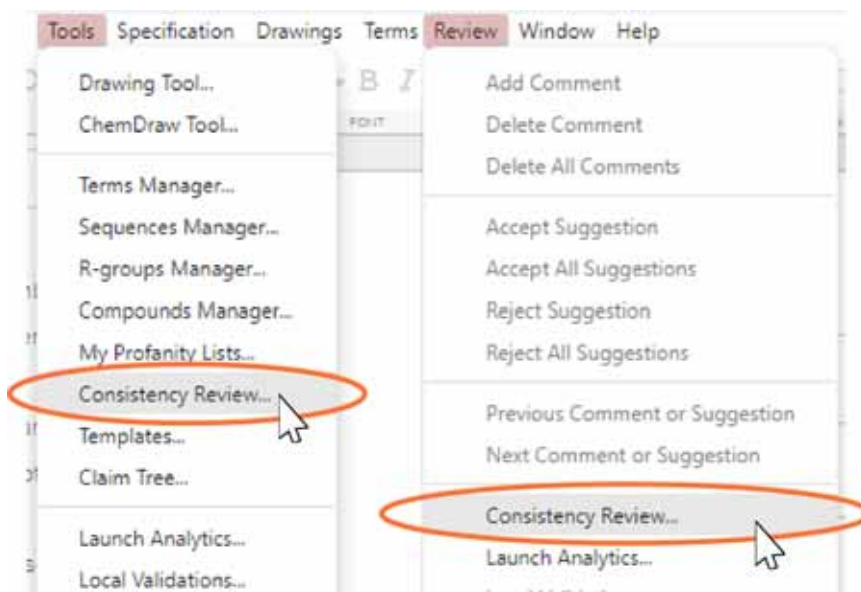 Tools Specification Drawings Terms Review Window Help
Drawing Tool...
ChemDraw Tool...
Terms Manager...
Sequences Manager...
R-groups Manager...
Compounds Manager...
My Profanity Lists...
Consistency Review...
Templates...
Claim Tree...
Launch Analytics...
Local Validations...
B I
FONT
Add Comment
Delete Comment
Delete All Comments
Accept Suggestion
Accept All Suggestions
Reject Suggestion
Reject All Suggestions
Previous Comment or Suggestion
Next Comment or Suggestion
Consistency Review...
Launch Analytics...